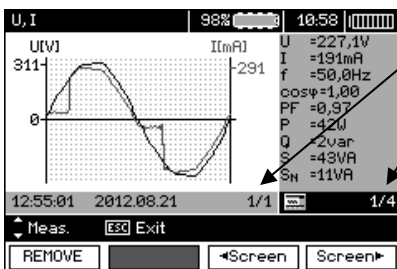 U,I 98% 10:58
U[V] I[mA]
311 -291
0
U =227,1V
I =191mA
f =50,0Hz
cosφ=1,00
PF =0,97
P =42W
Q =2var
S =43VA
SN =11VA
12:55:01 2012.08.21 1/1 1/4
Meas. ESC Exit
REMOVE ◄Screen Screen►